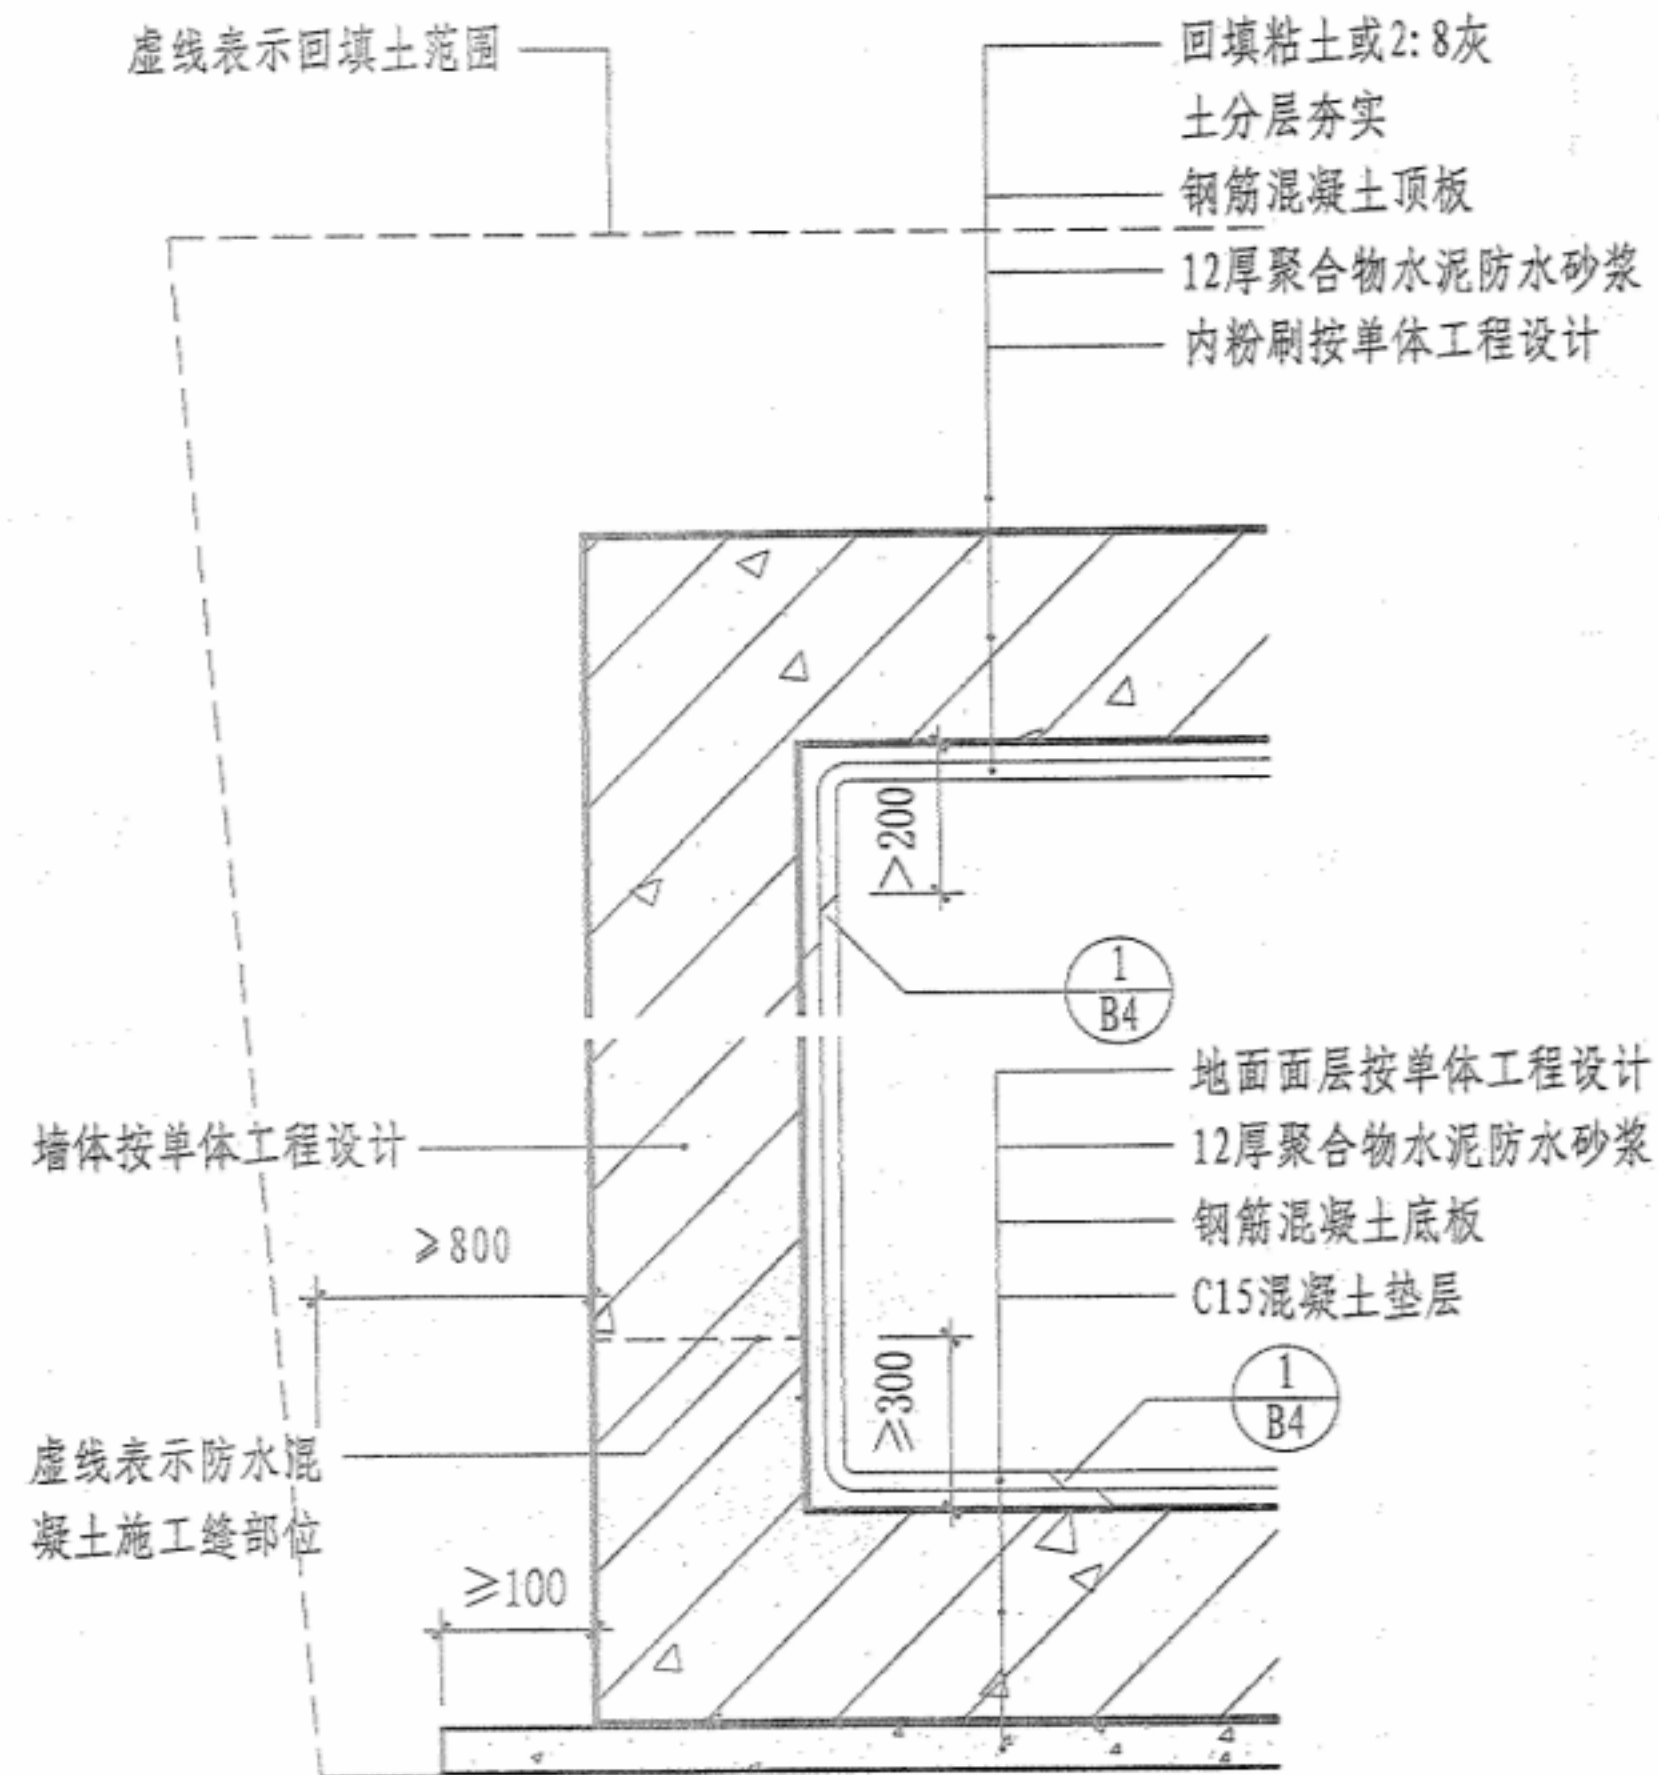 虚线表示回填土范围
回填粘土或2:8灰
土分层夯实
钢筋混凝土顶板
12厚聚合物水泥防水砂浆
内粉刷按单体工程设计
>200
1
B4
地面面层按单体工程设计
12厚聚合物水泥防水砂浆
钢筋混凝土底板
C15混凝土垫层
墙体按单体工程设计
≥800
≥300
1
B4
虚线表示防水混
凝土施工缝部位
≥100